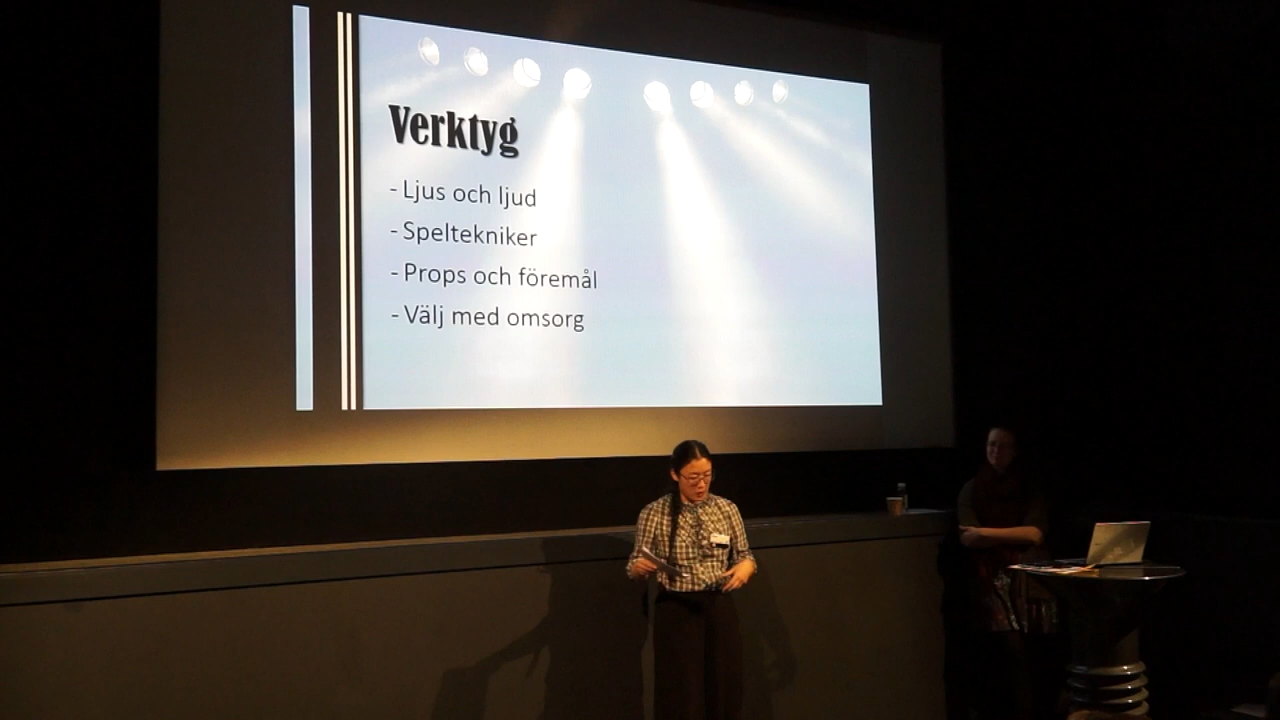 Verktyg
- Ljus och ljud
- Speltekniker
- Props och föremål
- Välj med omsorg